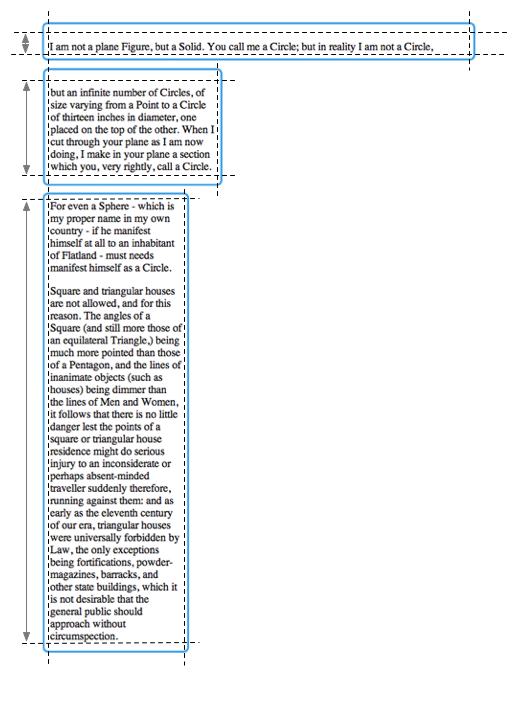 I am not a plane Figure, but a Solid. You call me a Circle; but in reality I am not a Circle,
but an infinite number of Circles, of
size varying from a Point to a Circle
of thirteen inches in diameter, one
placed on the top of the other. When I
cut through your plane as I am now
doing, I make in your plane a section
which you, very rightly, call a Circle.
For even a Sphere - which is
my proper name in my own
country - if he manifest
himself at all to an inhabitant
of Flatland - must needs
manifest himself as a Circle.
Square and triangular houses
are not allowed, and for this
reason. The angles of a
Square (and still more those of
an equilateral Triangle,) being
much more pointed than those
of a Pentagon, and the lines of
inanimate objects (such as
houses) being dimmer than
the lines of Men and Women,
it follows that there is no little
danger lest the points of a
square or triangular house
residence might do serious
injury to an inconsiderate or
perhaps absent-minded
traveller suddenly therefore,
running against them: and as
early as the eleventh century
of our era, triangular houses
were universally forbidden by
Law, the only exceptions
being fortifications, powder-
magazines, barracks, and
other state buildings, which it
is not desirable that the
general public should
approach without
circumspection.